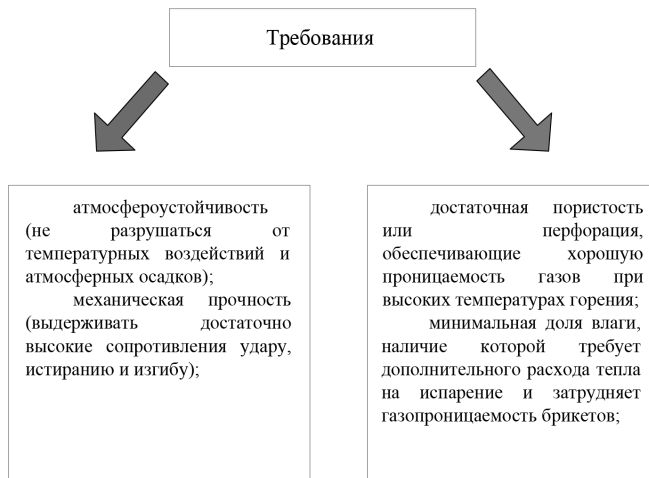 Требования
атмосфероустойчивость
(не разрушаться от
температурных воздействий и
атмосферных осадков);
механическая прочность
(выдерживать достаточно
высокие сопротивления удару,
истиранию и изгибу);
достаточная пористость
или перфорация,
обеспечивающие хорошую
проницаемость газов при
высоких температурах горения;
минимальная доля влаги,
наличие которой требует
дополнительного расхода тепла
на испарение и затрудняет
газопроницаемость брикетов;